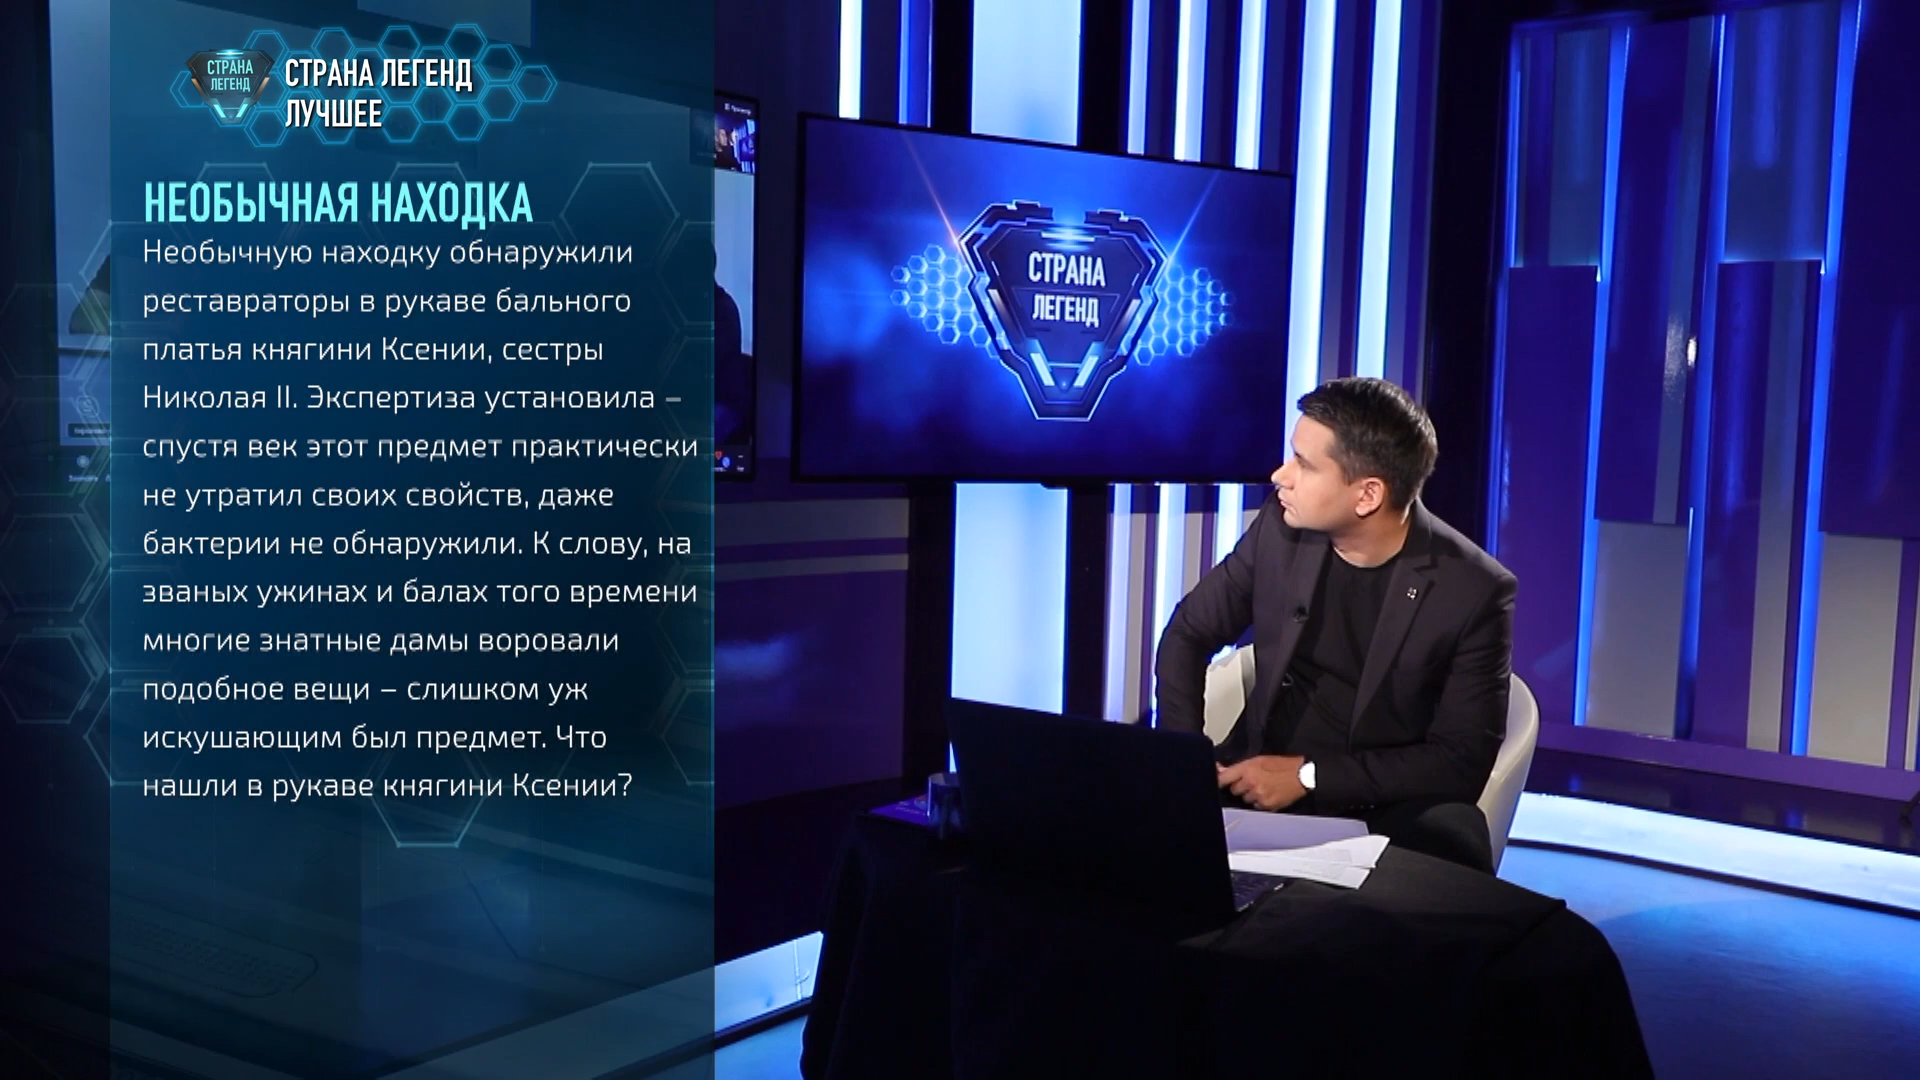 СТРАНА
ЛЕГЕНД
СТРАНА ЛЕГЕНД
ЛУЧШЕЕ
НЕОБЫЧНАЯ НАХОДКА
Необычную находку обнаружили
реставраторы в рукаве бального
платья княгини Ксении, сестры
Николая II. Экспертиза установила –
спустя век этот предмет практически
не утратил своих свойств, даже
бактерии не обнаружили. К слову, на
званых ужинах и балах того времени
многие знатные дамы воровали
подобное вещи – слишком уж
искушающим был предмет. Что
нашли в рукаве княгини Ксении?
СТРАНА
ЛЕГЕНД